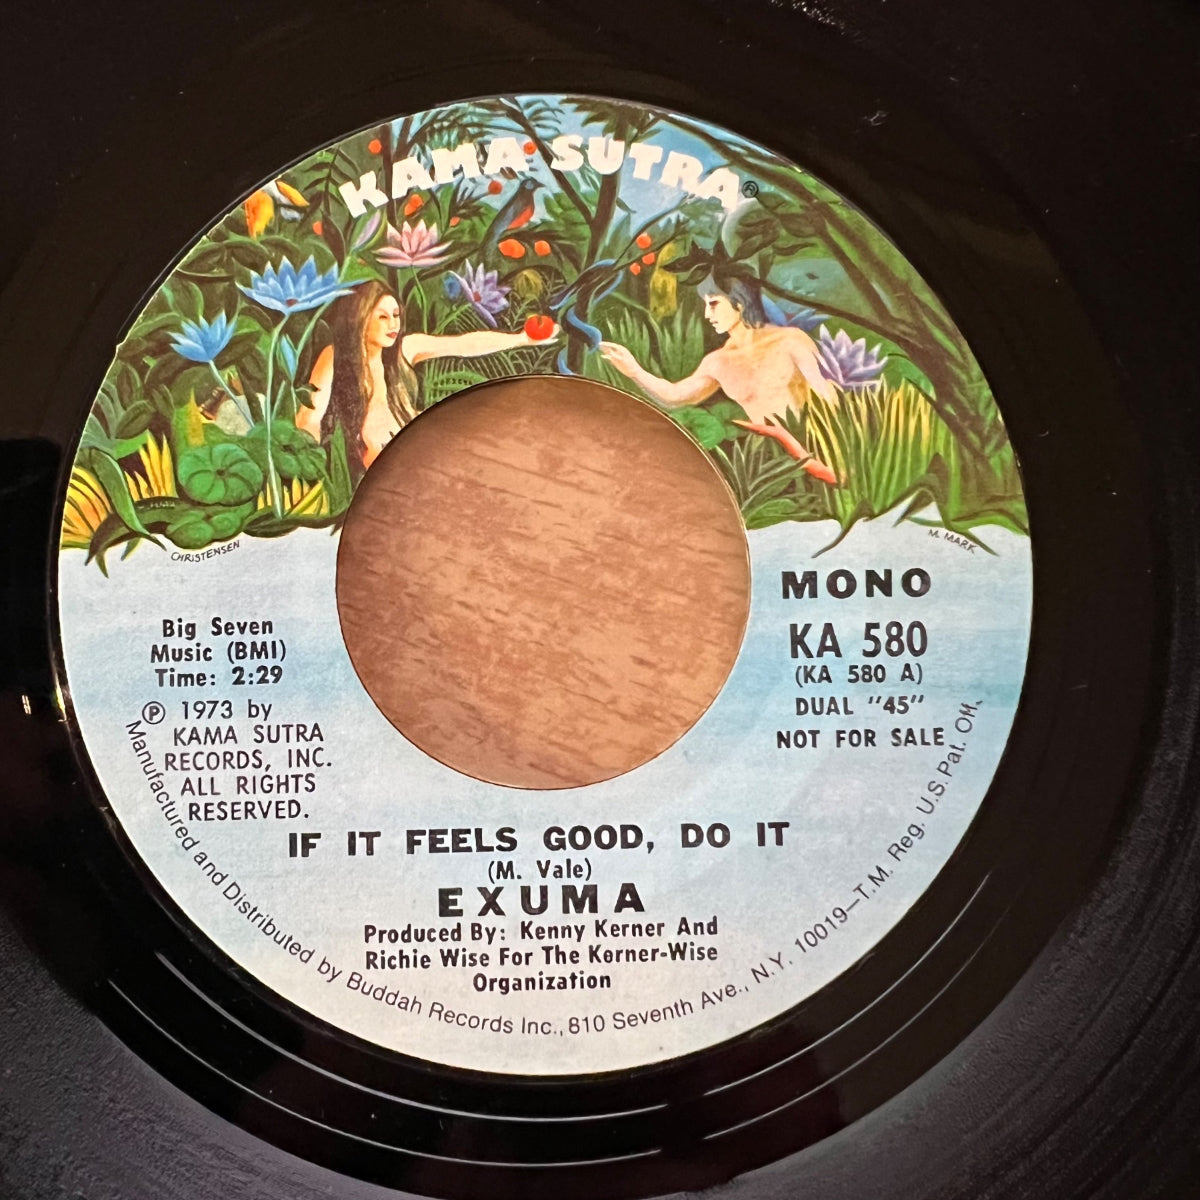 KAMA SUTRA®
CHRISTENSEN
M. MARK
Big Seven
Music (BMI)
Time: 2:29
℗ 1973 by
KAMA SUTRA
RECORDS, INC.
ALL RIGHTS
RESERVED.
MONO
KA 580
(KA 580 A)
DUAL "45"
NOT FOR SALE
IF IT FEELS GOOD, DO IT
(M. Vale)
EXUMA
Produced By: Kenny Kerner And
Richie Wise For The Kerner-Wise
Organization
Manufactured and Distributed by Buddah Records Inc., 810 Seventh Ave., N.Y. 10019—T.M. Reg. U.S. Pat. Off.